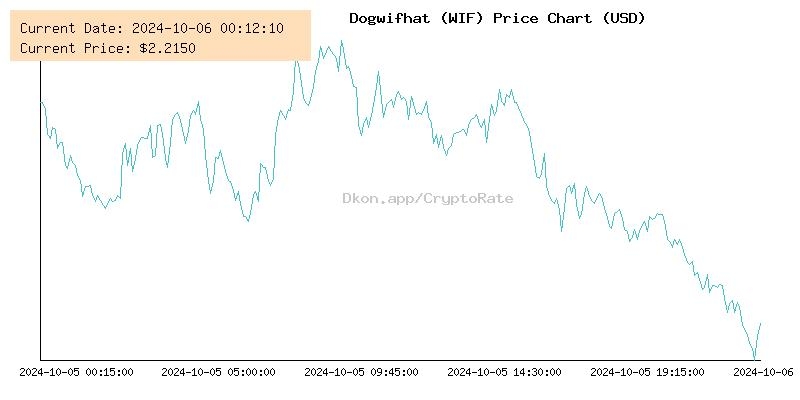 Dogwifhat (WIF) Price Chart (USD)
Current Date: 2024-10-06 00:12:10
Current Price: $2.2150
Dkon.app/CryptoRate
2024-10-05 00:15:00
2024-10-05 05:00:00
2024-10-05 09:45:00
2024-10-05 14:30:00
2024-10-05 19:15:00
2024-10-06